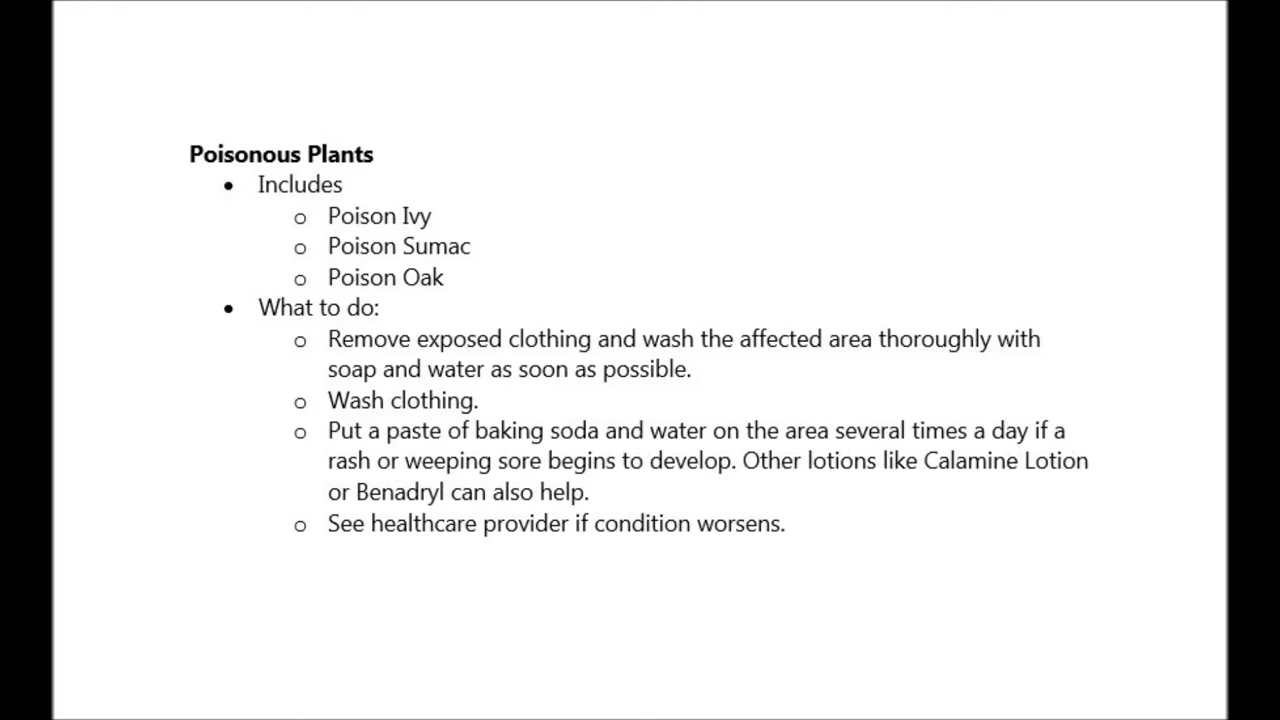 Poisonous Plants
• Includes
o Poison Ivy
o Poison Sumac
o Poison Oak
• What to do:
o Remove exposed clothing and wash the affected area thoroughly with
soap and water as soon as possible.
o Wash clothing.
o Put a paste of baking soda and water on the area several times a day if a
rash or weeping sore begins to develop. Other lotions like Calamine Lotion
or Benadryl can also help.
o See healthcare provider if condition worsens.